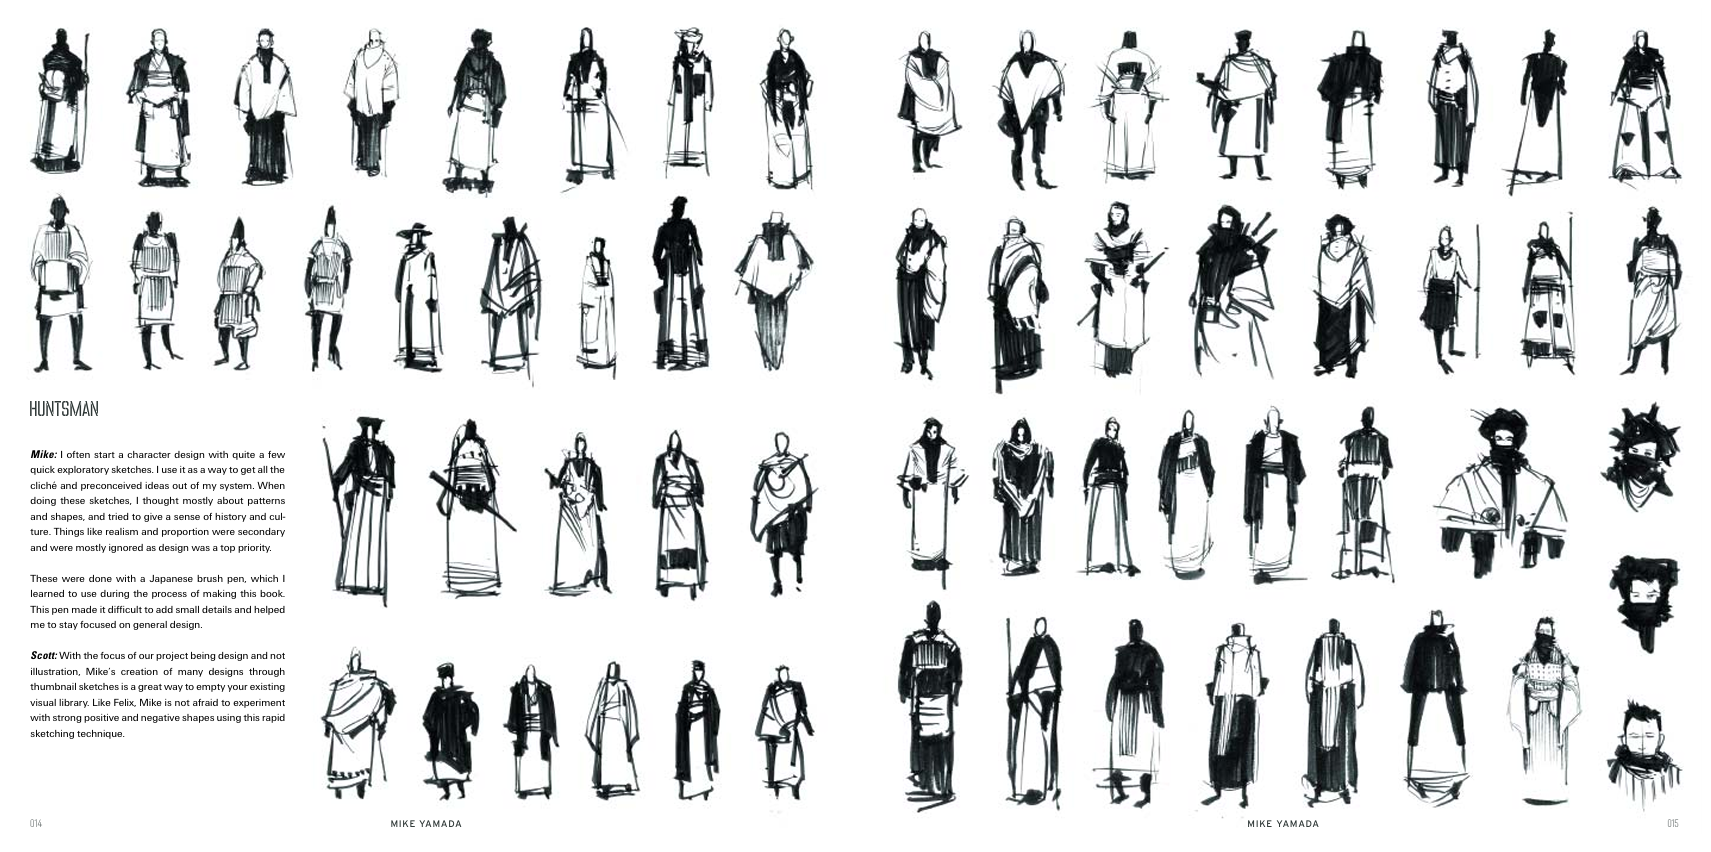 HUNTSMAN
Mike: I often start a character design with quite a few
quick exploratory sketches. I use it as a way to get all the
cliché and preconceived ideas out of my system. When
doing these sketches, I thought mostly about patterns
and shapes, and tried to give a sense of history and cul-
ture. Things like realism and proportion were secondary
and were mostly ignored as design was a top priority.
These were done with a Japanese brush pen, which I
learned to use during the process of making this book.
This pen made it difficult to add small details and helped
me to stay focused on general design.
Scott: With the focus of our project being design and not
illustration, Mike's creation of many designs through
thumbnail sketches is a great way to empty your existing
visual library. Like Felix, Mike is not afraid to experiment
with strong positive and negative shapes using this rapid
sketching technique.
014
MIKE YAMADA
MIKE YAMADA
015